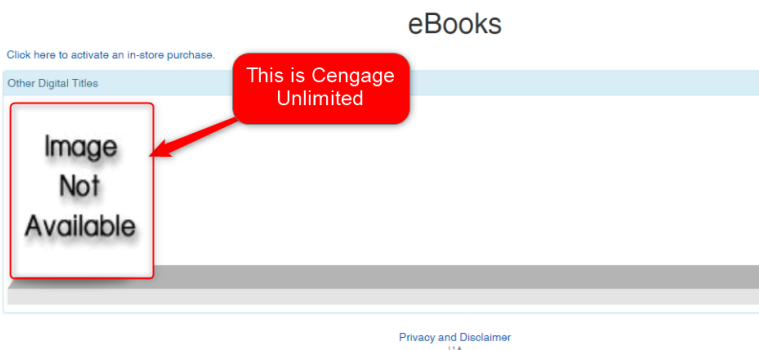 eBooks
Click here to activate an in-store purchase.
This is Cengage
Unlimited
Other Digital Titles
Image
Not
Available
Privacy and Disclaimer